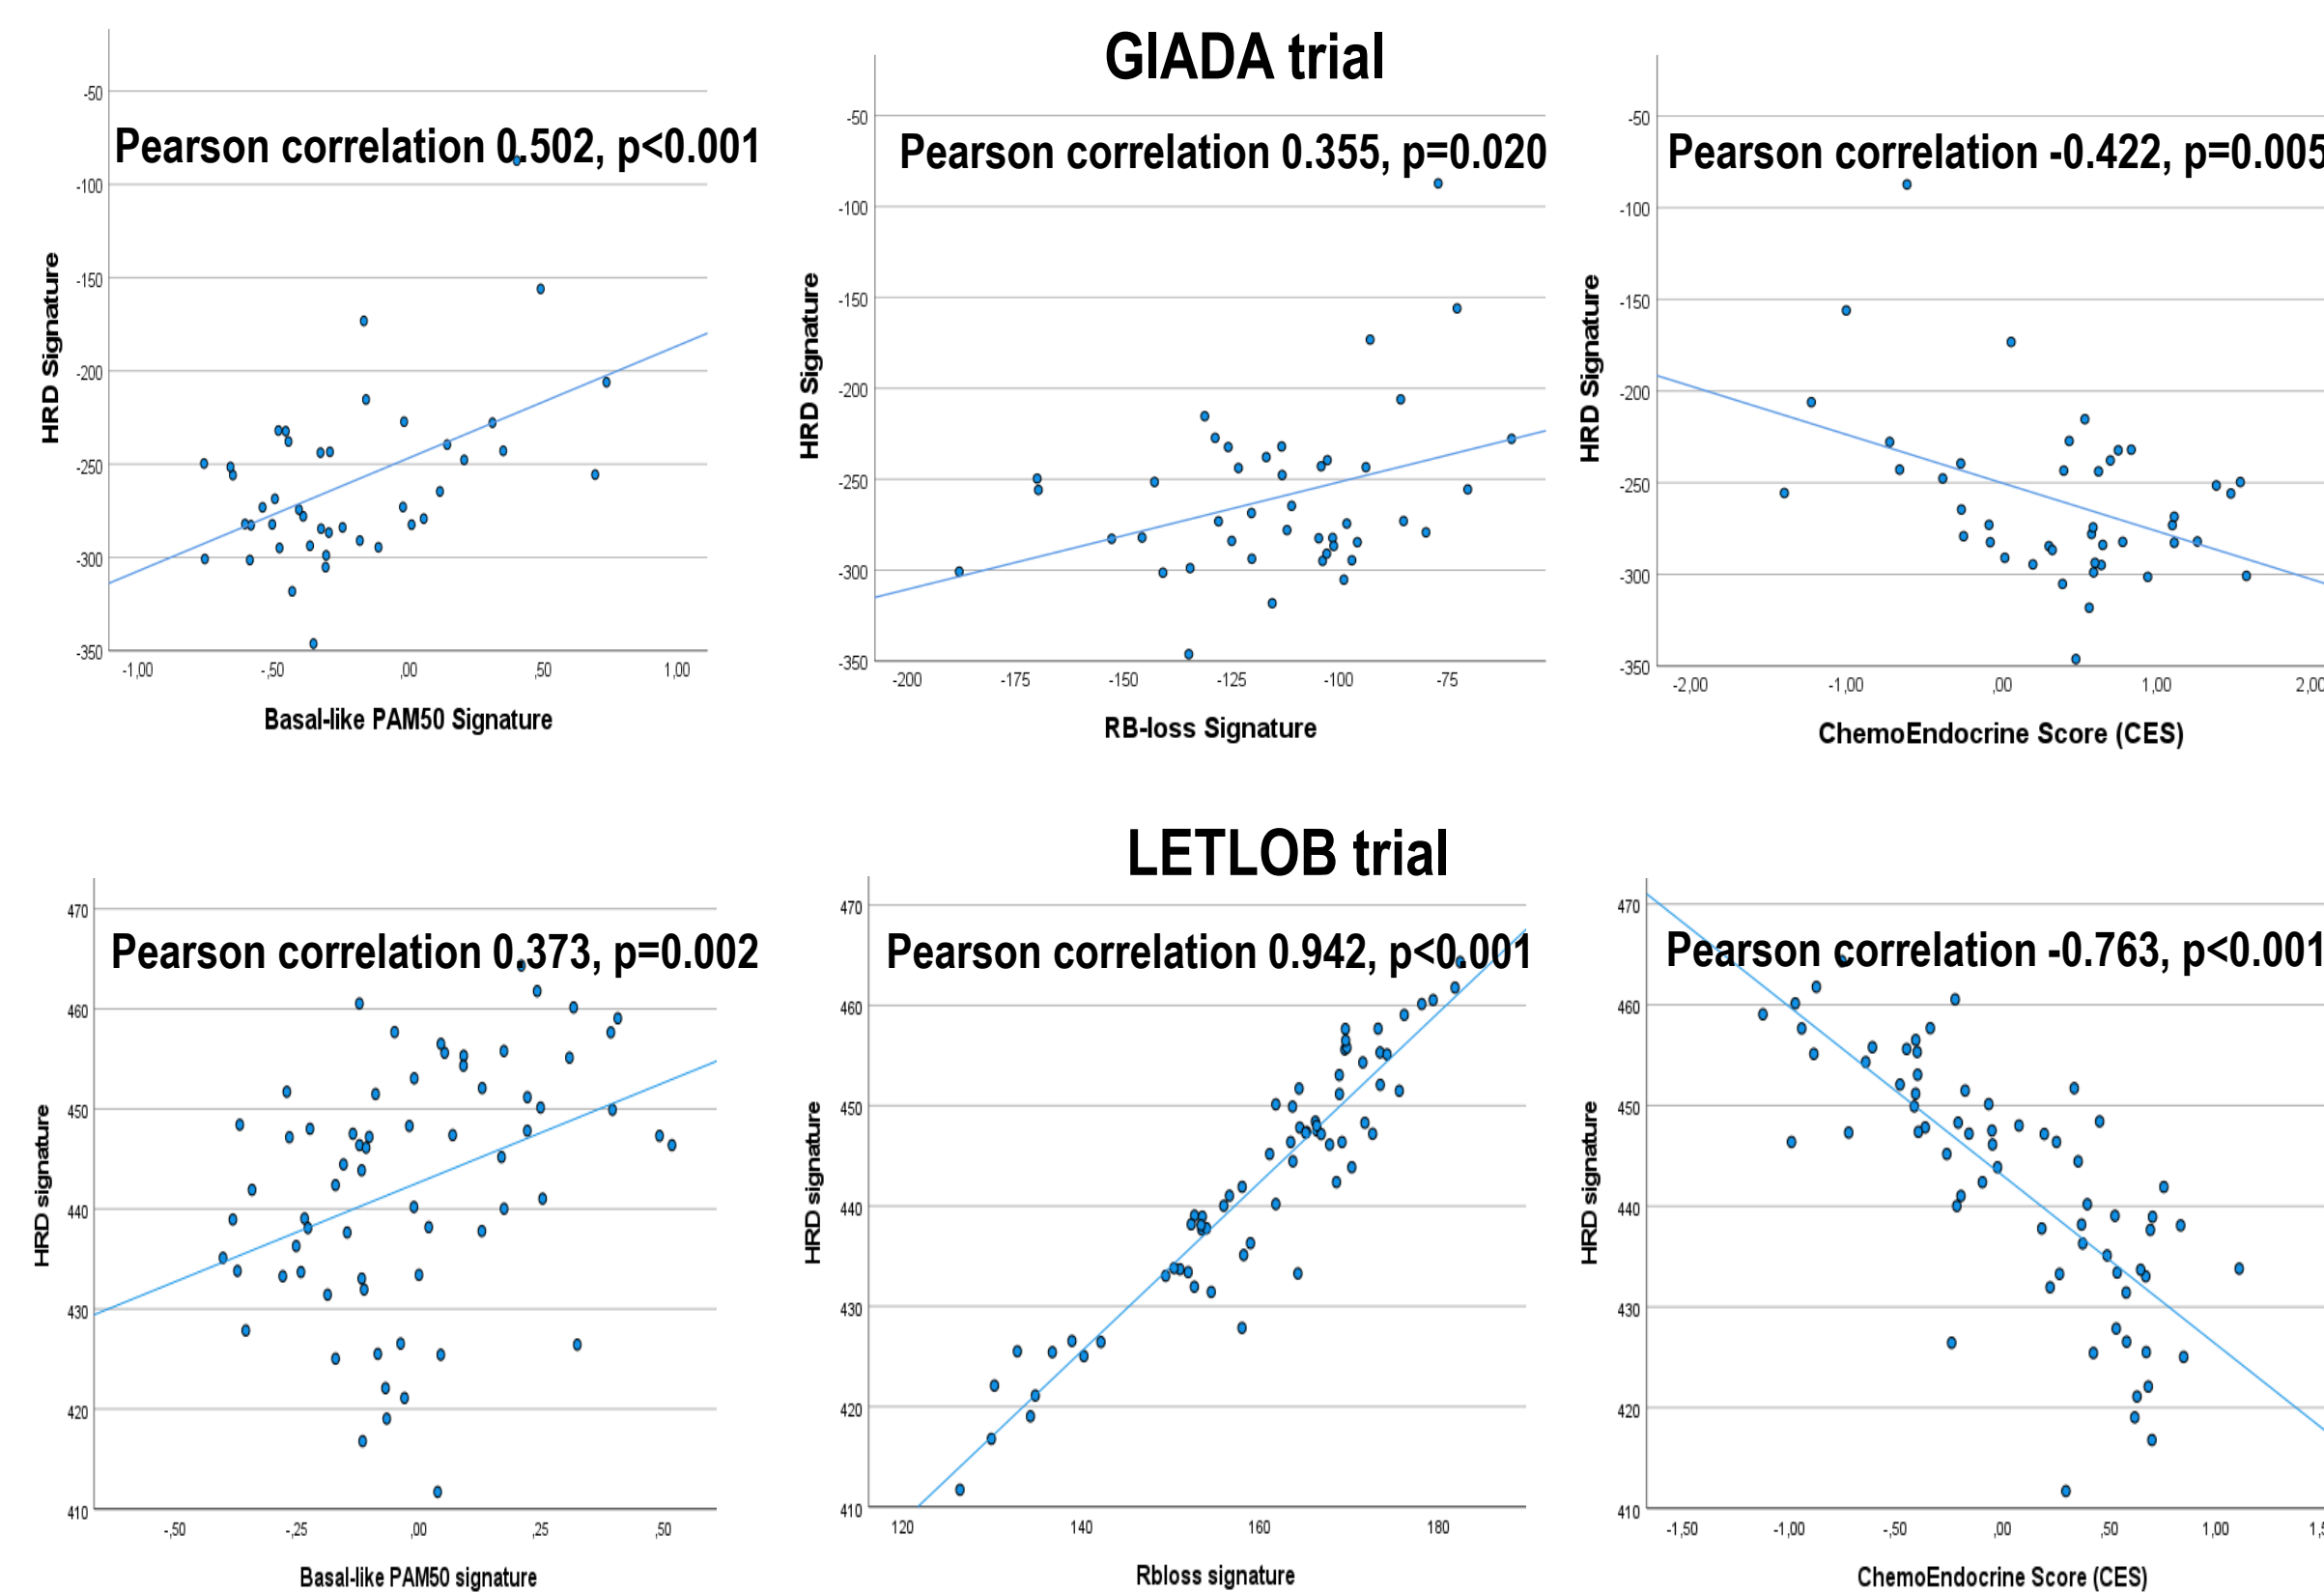 GIADA trial
Pearson correlation 0.502, p<0.001
-50
-100
-150
-200
-250
-300
-350
HRD Signature
-1,00 -,50 ,00 ,50 1,00
Basal-like PAM50 Signature
Pearson correlation 0.355, p=0.020
-50
-100
-150
-200
-250
-300
-350
HRD Signature
-200 -175 -150 -125 -100 -75
RB-loss Signature
Pearson correlation -0.422, p=0.005
-50
-100
-150
-200
-250
-300
-350
HRD Signature
-2,00 -1,00 ,00 1,00 2,00
ChemoEndocrine Score (CES)
LETLOB trial
Pearson correlation 0.373, p=0.002
470
460
450
440
430
420
410
HRD signature
-,50 -,25 ,00 ,25 ,50
Basal-like PAM50 signature
Pearson correlation 0.942, p<0.001
470
460
450
440
430
420
410
HRD signature
120 140 160 180
Rbloss signature
Pearson correlation -0.763, p<0.001
470
460
450
440
430
420
410
HRD signature
-1,50 -1,00 -,50 ,00 ,50 1,00
ChemoEndocrine Score (CES)